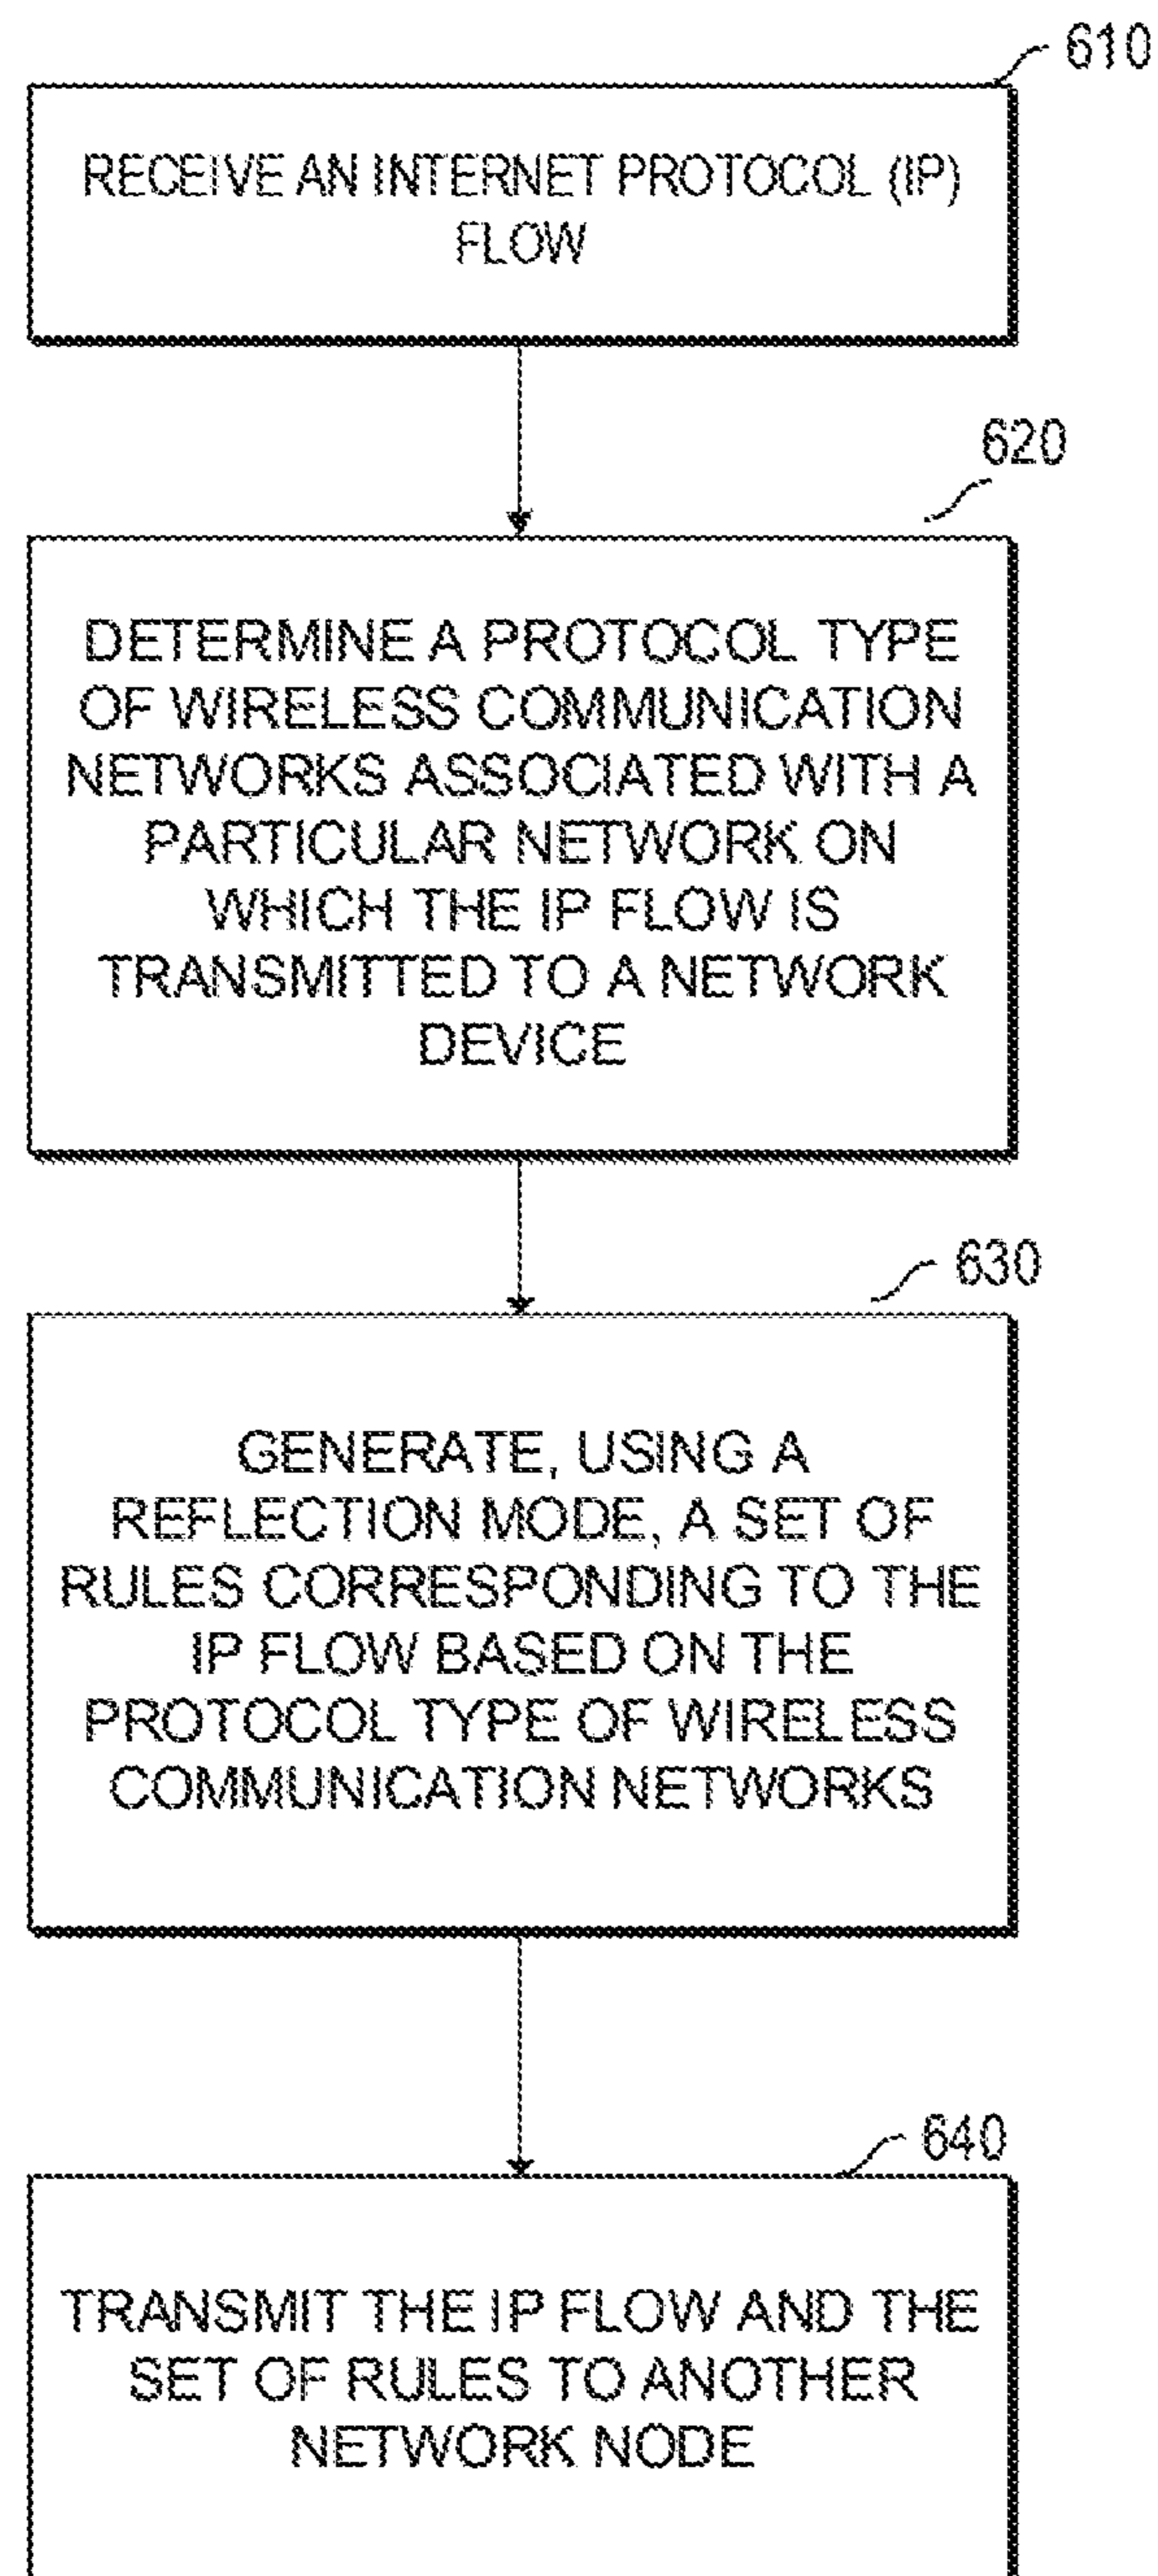 610
RECEIVE AN INTERNET PROTOCOL (IP)
FLOW
620
DETERMINE A PROTOCOL TYPE
OF WIRELESS COMMUNICATION
NETWORKS ASSOCIATED WITH A
PARTICULAR NETWORK ON
WHICH THE IP FLOW IS
TRANSMITTED TO A NETWORK
DEVICE
630
GENERATE, USING A
REFLECTION MODE, A SET OF
RULES CORRESPONDING TO THE
IP FLOW BASED ON THE
PROTOCOL TYPE OF WIRELESS
COMMUNICATION NETWORKS
640
TRANSMIT THE IP FLOW AND THE
SET OF RULES TO ANOTHER
NETWORK NODE